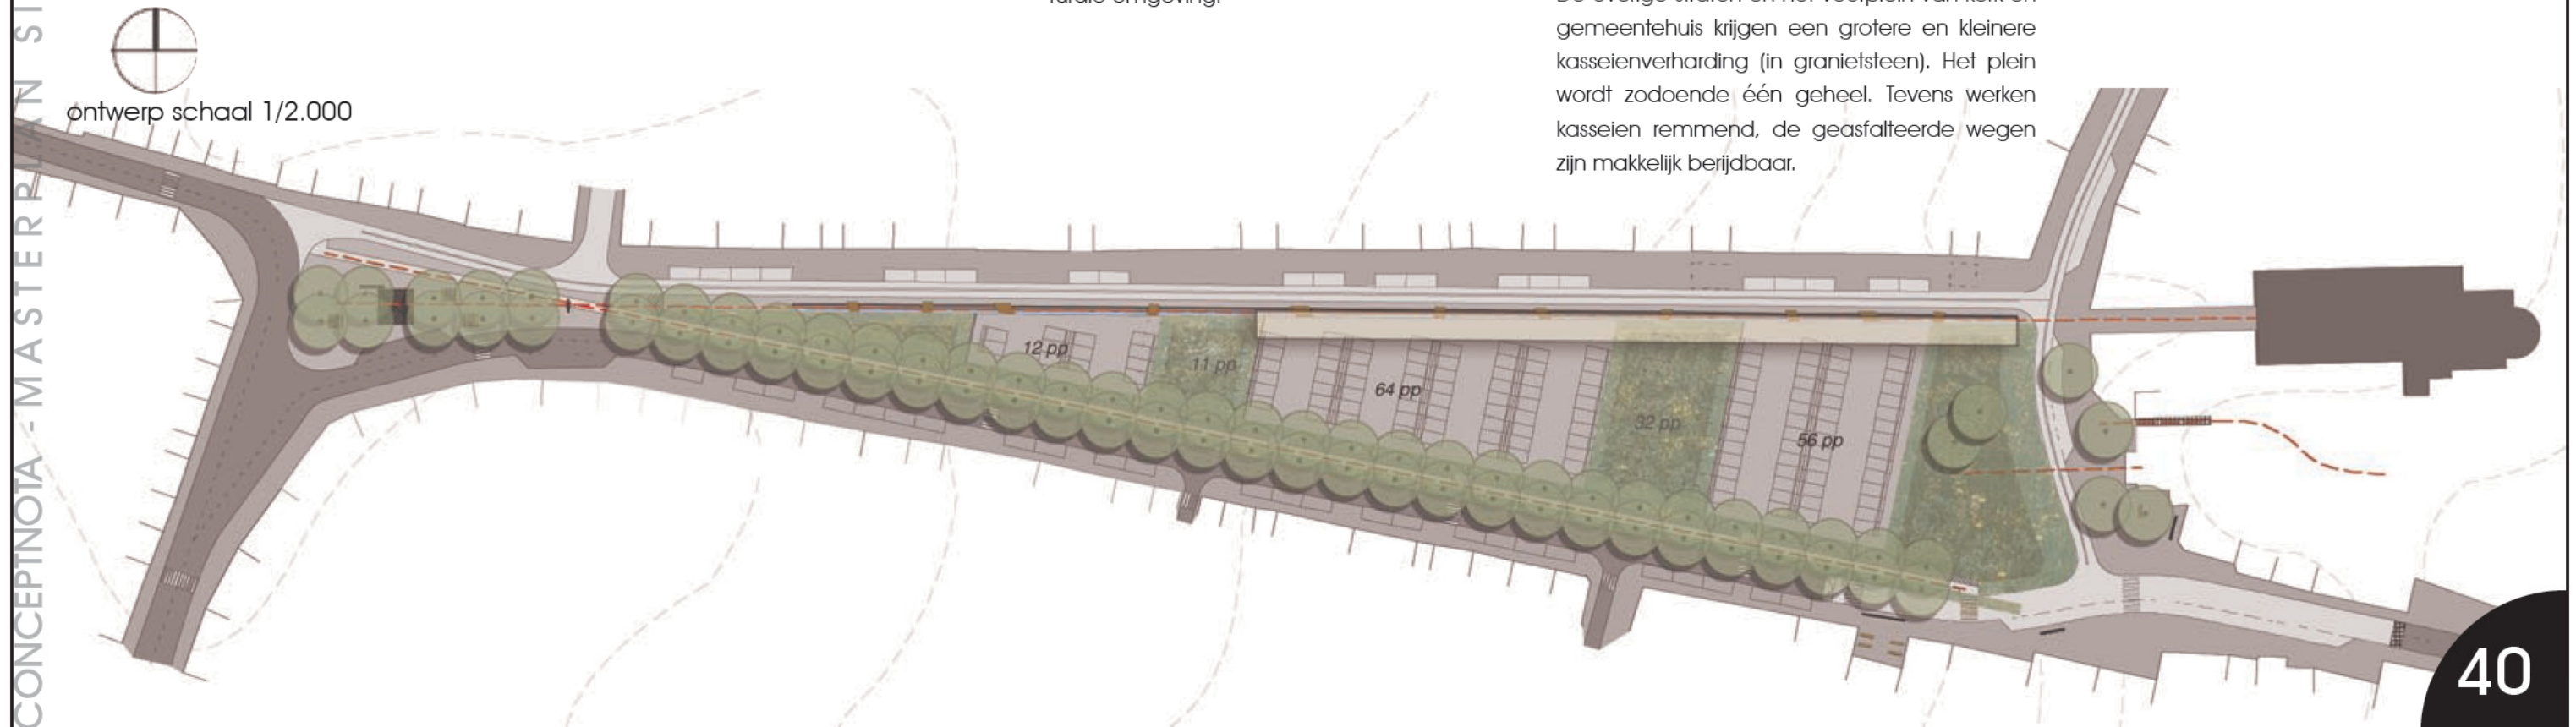 rurale omgeving.
gemeentehuis krijgen een grotere en kleinere
kasseienverharding (in granietsteen). Het plein
wordt zodoende één geheel. Tevens werken
kasseien remmend, de geasfalteerde wegen
zijn makkelijk berijdbaar.
ontwerp schaal 1/2.000
12 pp
11 pp
64 pp
32 pp
56 pp
CONCEPTNOTA - MASTERPLAN
40